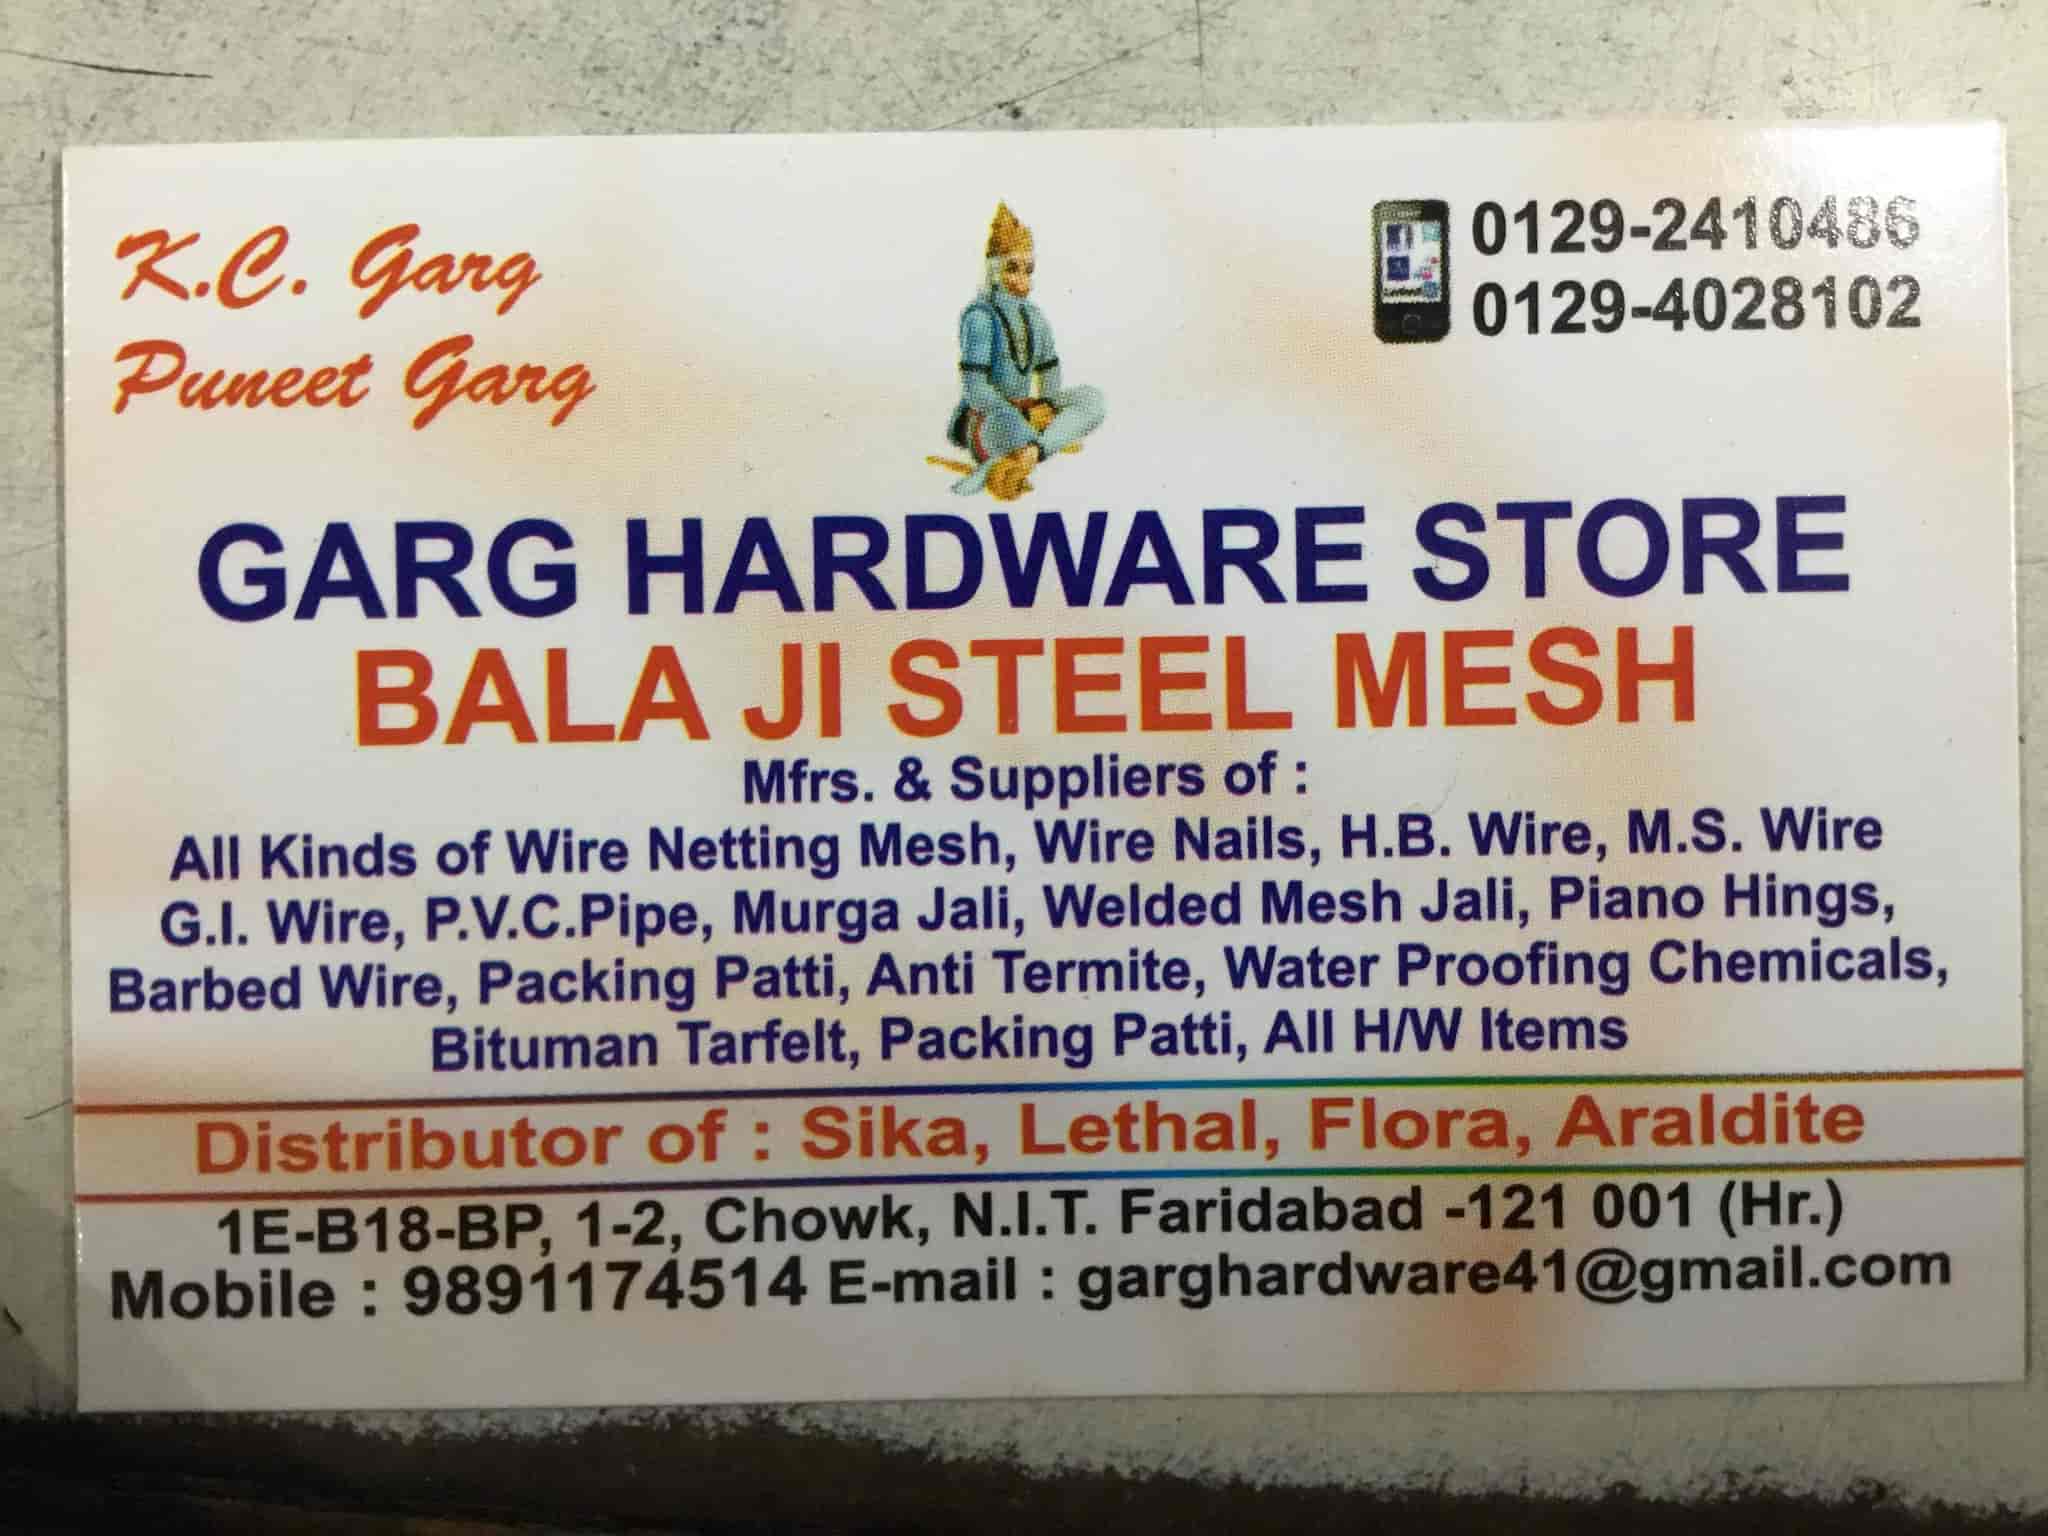 K.C. Garg
Puneet Garg
0129-2410486
0129-4028102
GARG HARDWARE STORE
BALA JI STEEL MESH
Mfrs. & Suppliers of :
All Kinds of Wire Netting Mesh, Wire Nails, H.B. Wire, M.S. Wire
G.I. Wire, P.V.C.Pipe, Murga Jali, Welded Mesh Jali, Piano Hings,
Barbed Wire, Packing Patti, Anti Termite, Water Proofing Chemicals,
Bituman Tarfelt, Packing Patti, All H/W Items
Distributor of : Sika, Lethal, Flora, Araldite
1E-B18-BP, 1-2, Chowk, N.I.T. Faridabad -121 001 (Hr.)
Mobile : 9891174514 E-mail : garghardware41@gmail.com